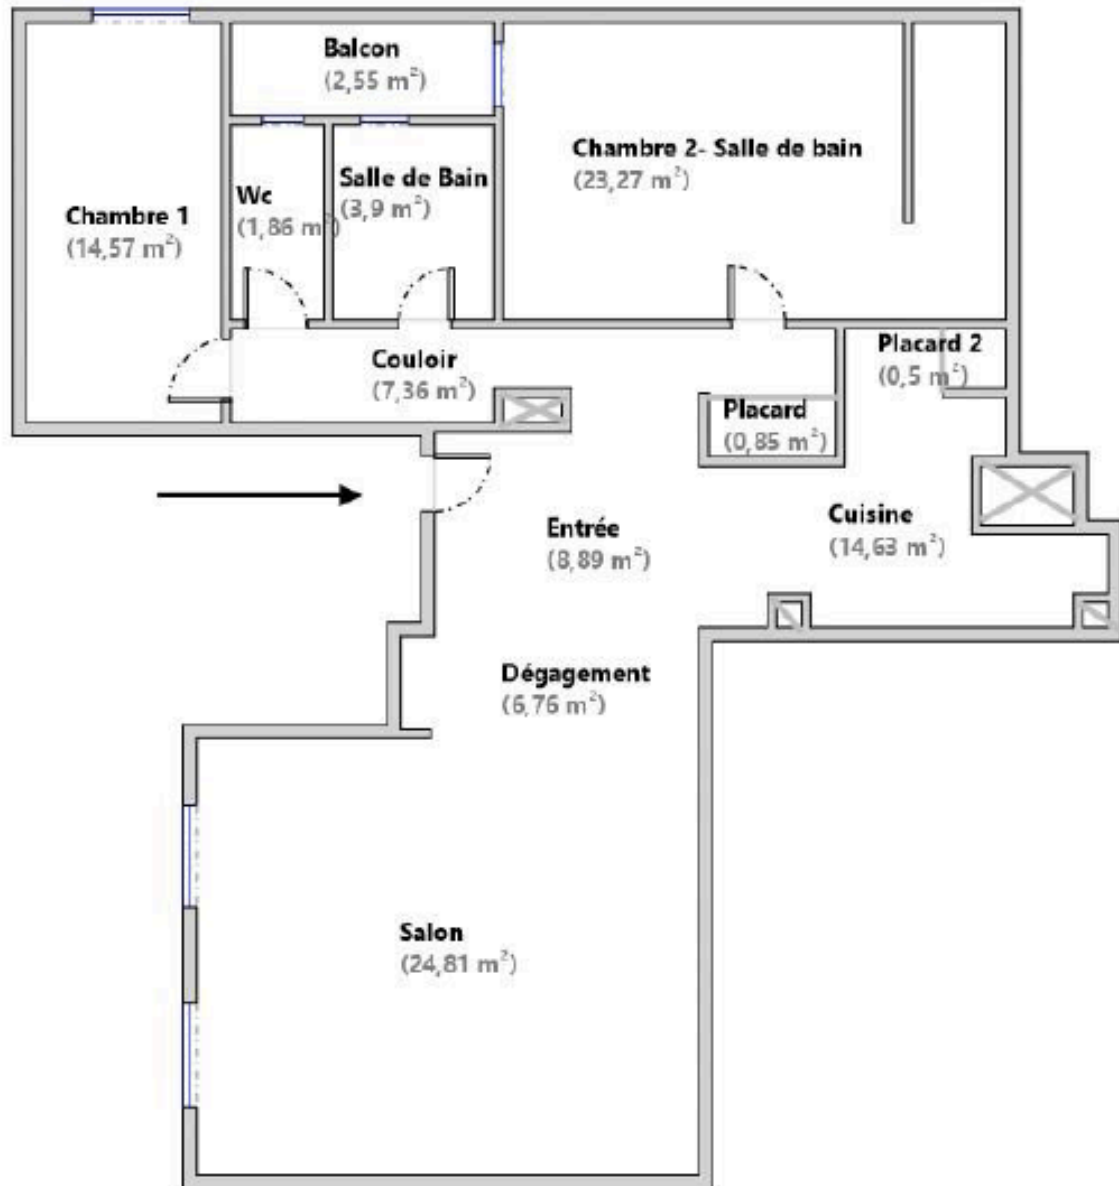 Balcon
(2,55 m²)
Chambre 2- Salle de bain
(23,27 m²)
Salle de Bain
(3,9 m²)
Wc
(1,86 m²)
Chambre 1
(14,57 m²)
Couloir
(7,36 m²)
Placard 2
(0,5 m²)
Placard
(0,85 m²)
Entrée
(8,89 m²)
Cuisine
(14,63 m²)
Dégagement
(6,76 m²)
Salon
(24,81 m²)